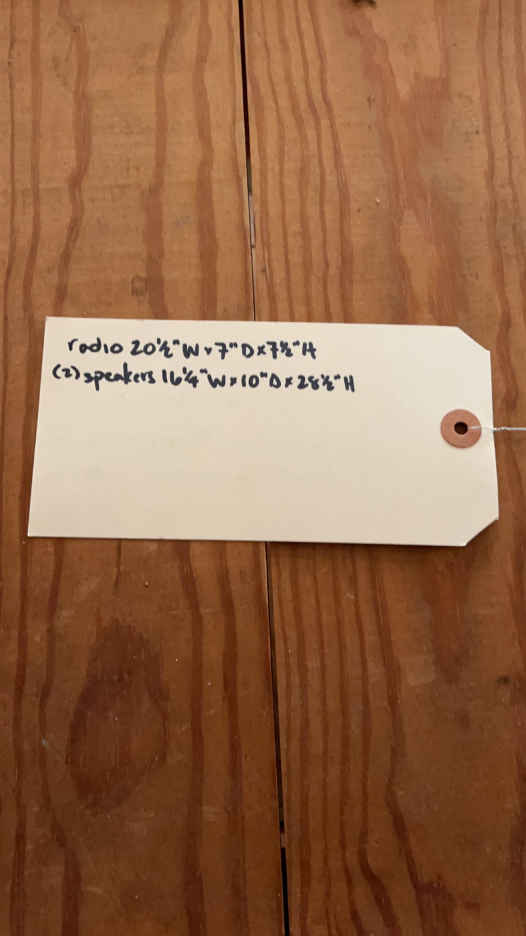 radio 20½"W x 7"D x 7½"H
(2) speakers 16¼"W x 10"D x 28½"H